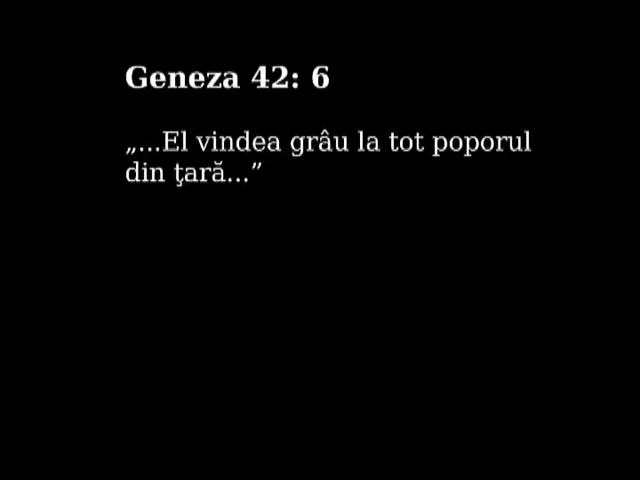 Geneza 42: 6
„...El vindea grâu la tot poporul
din ţară...”